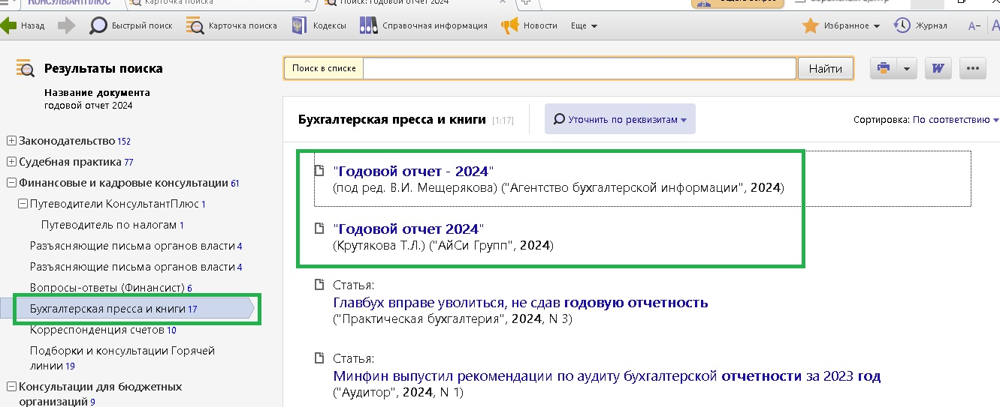 КОНСУЛЬТАНТПЛЮС
Карточка поиска
Поиск: годовой отчет 2024
Назад
Быстрый поиск
Карточка поиска
Кодексы
Справочная информация
Новости
Еще
Избранное
Журнал
A−
Результаты поиска
Название документа
годовой отчет 2024
Поиск в списке
Найти
W
Бухгалтерская пресса и книги [1:17]
Уточнить по реквизитам
Сортировка: По соответствию
Законодательство 152
Судебная практика 77
Финансовые и кадровые консультации 61
Путеводители КонсультантПлюс 1
Путеводитель по налогам 1
Разъясняющие письма органов власти 4
Разъясняющие письма органов власти 4
Вопросы-ответы (Финансист) 6
Бухгалтерская пресса и книги 17
Корреспонденция счетов 10
Подборки и консультации Горячей
линии 19
Консультации для бюджетных
организаций 9
"Годовой отчет - 2024"
(под ред. В.И. Мещерякова) ("Агентство бухгалтерской информации", 2024)
"Годовой отчет 2024"
(Крутякова Т.Л.) ("АйСи Групп", 2024)
Статья:
Главбух вправе уволиться, не сдав годовую отчетность
("Практическая бухгалтерия", 2024, N 3)
Статья:
Минфин выпустил рекомендации по аудиту бухгалтерской отчетности за 2023 год
("Аудитор", 2024, N 1)